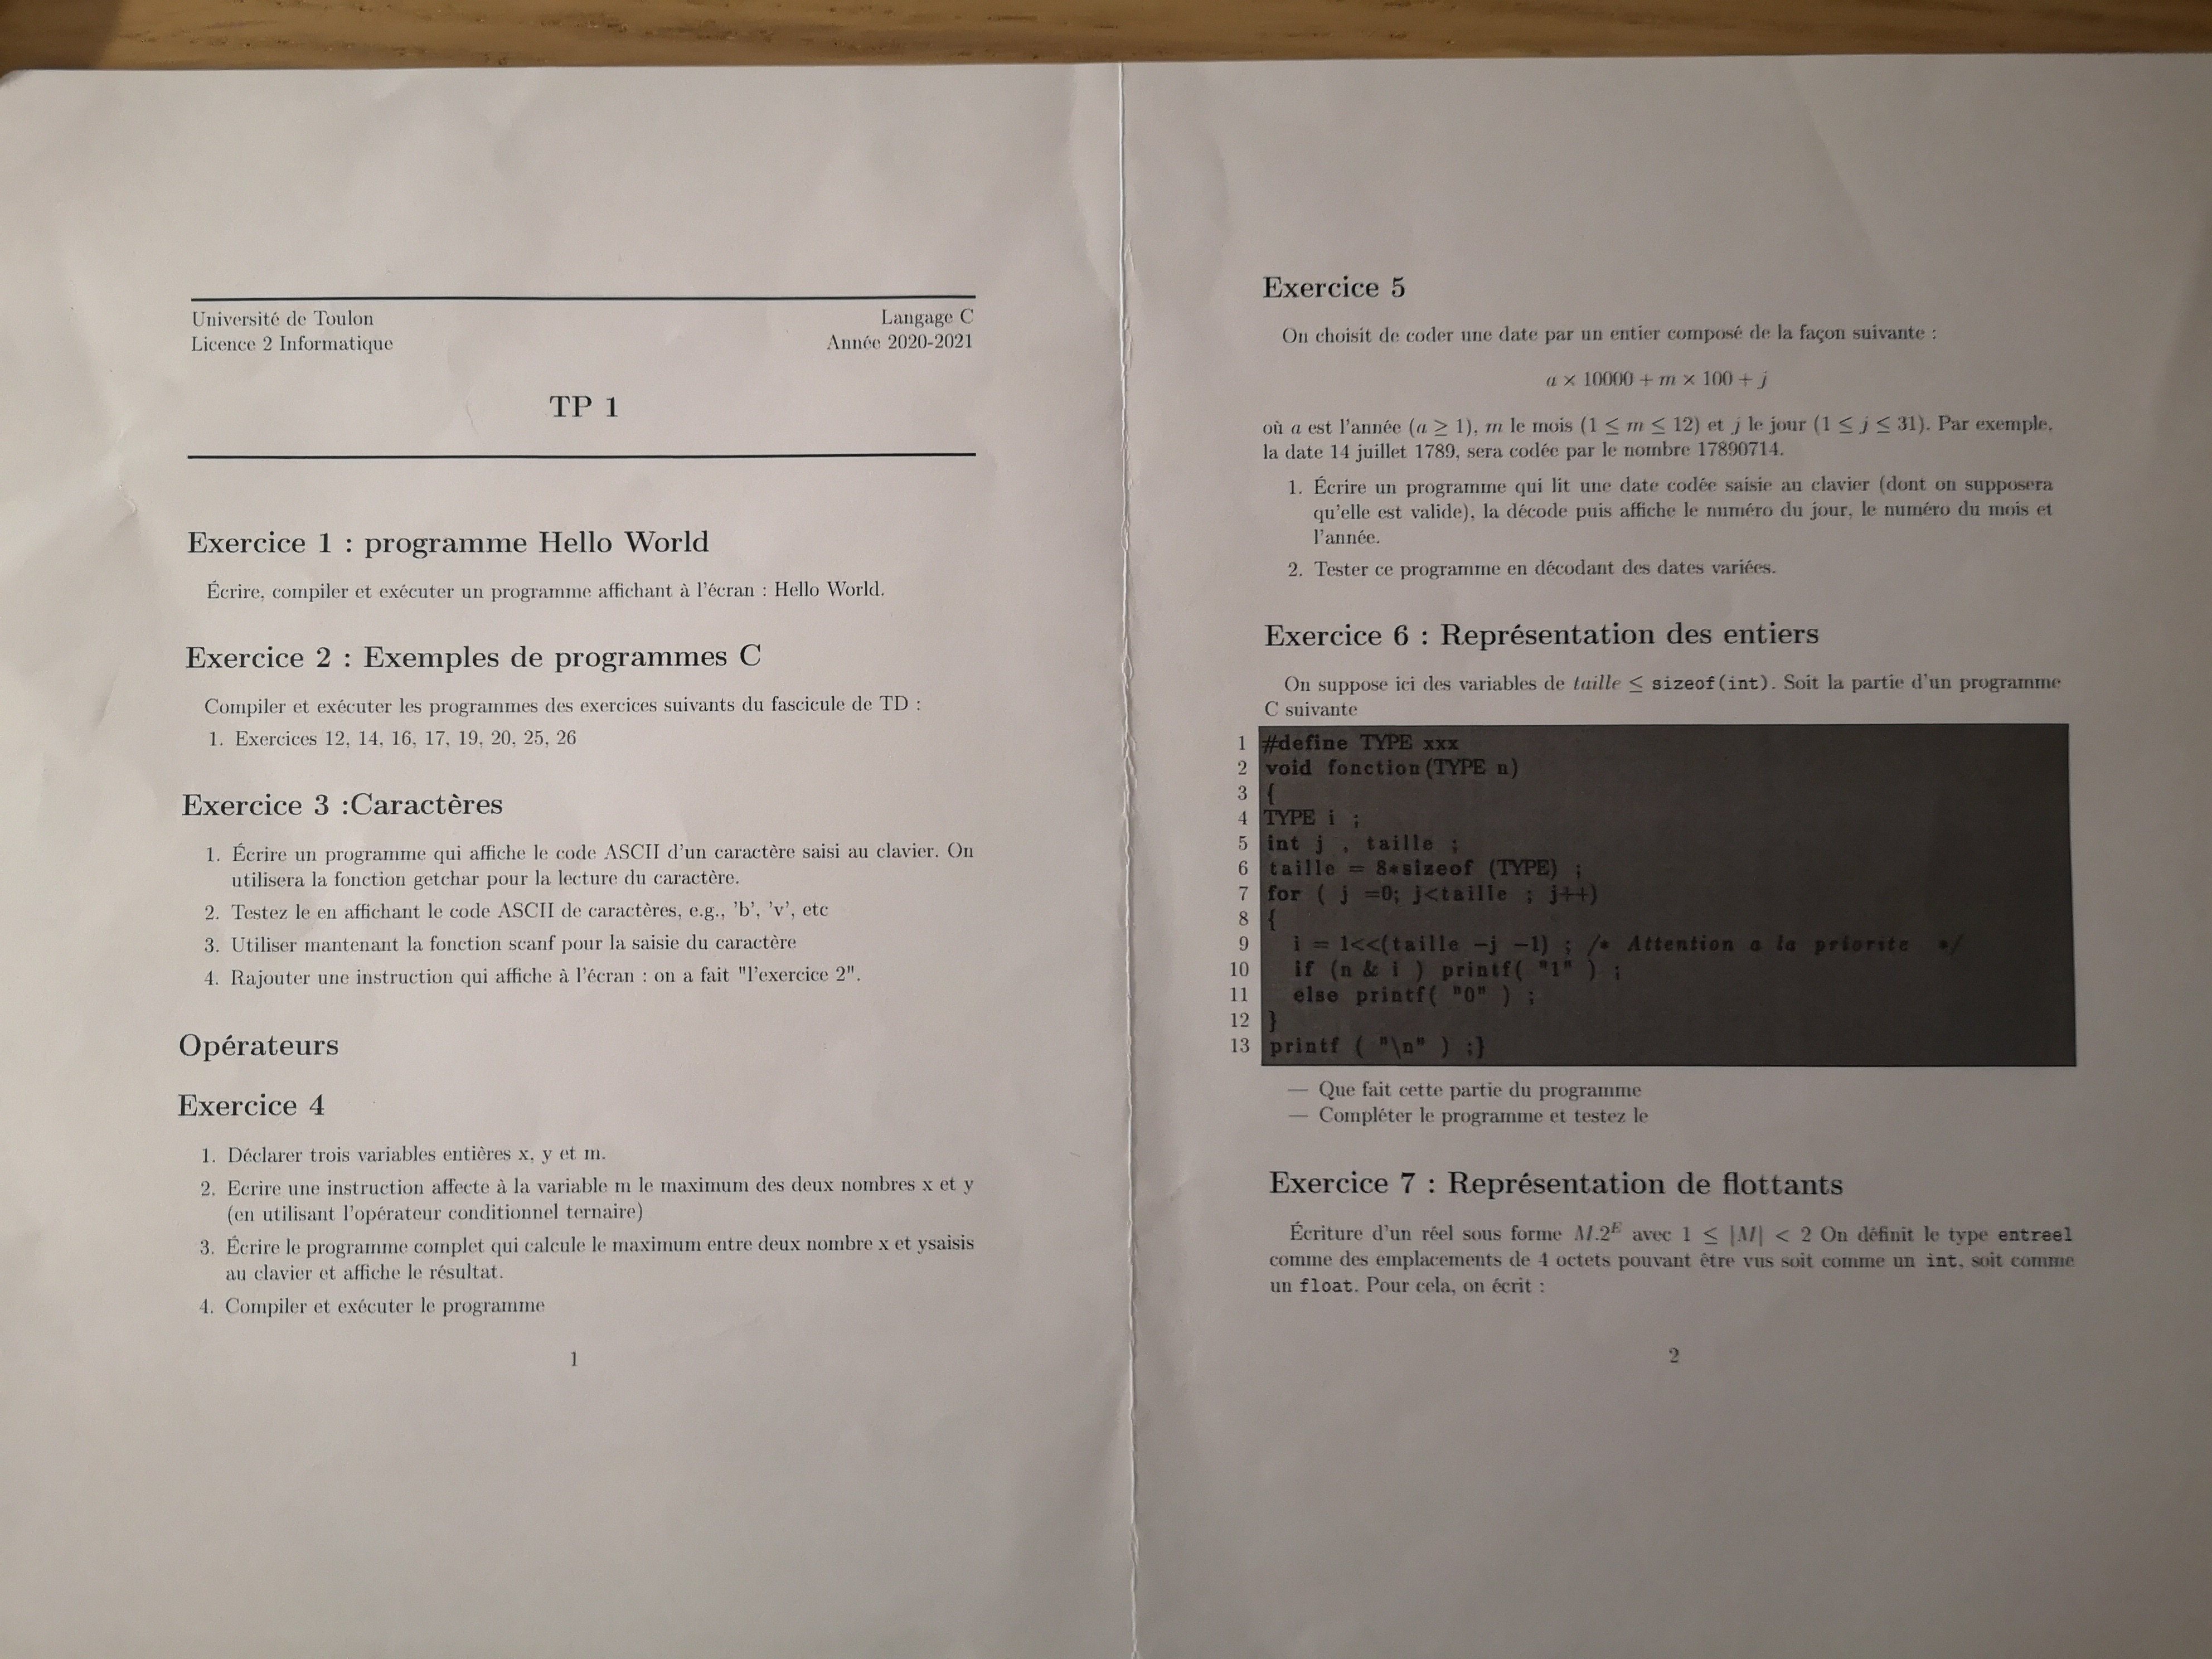 Université de Toulon
Licence 2 Informatique
Langage C
Année 2020-2021
TP 1
Exercice 1 : programme Hello World
Écrire, compiler et exécuter un programme affichant à l'écran : Hello World.
Exercice 2 : Exemples de programmes C
Compiler et exécuter les programmes des exercices suivants du fascicule de TD :
1. Exercices 12, 14, 16, 17, 19, 20, 25, 26
Exercice 3 :Caractères
1. Écrire un programme qui affiche le code ASCII d'un caractère saisi au clavier. On
utilisera la fonction getchar pour la lecture du caractère.
2. Testez le en affichant le code ASCII de caractères, e.g., 'b', 'v', etc
3. Utiliser mantenant la fonction scanf pour la saisie du caractère
4. Rajouter une instruction qui affiche à l'écran : on a fait "l'exercice 2".
Opérateurs
Exercice 4
1. Déclarer trois variables entières x, y et m.
2. Ecrire une instruction affecte à la variable m le maximum des deux nombres x et y
(en utilisant l'opérateur conditionnel ternaire)
3. Écrire le programme complet qui calcule le maximum entre deux nombre x et ysaisis
au clavier et affiche le résultat.
4. Compiler et exécuter le programme
1
Exercice 5
On choisit de coder une date par un entier composé de la façon suivante :
a × 10000 + m × 100 + j
où a est l'année (a ≥ 1), m le mois (1 ≤ m ≤ 12) et j le jour (1 ≤ j ≤ 31). Par exemple,
la date 14 juillet 1789, sera codée par le nombre 17890714.
1. Écrire un programme qui lit une date codée saisie au clavier (dont on supposera
qu'elle est valide), la décode puis affiche le numéro du jour, le numéro du mois et
l'année.
2. Tester ce programme en décodant des dates variées.
Exercice 6 : Représentation des entiers
On suppose ici des variables de taille ≤ sizeof(int). Soit la partie d'un programme
C suivante
1 #define TYPE xxx
2 void fonction(TYPE n)
3 {
4 TYPE i ;
5 int j , taille ;
6 taille = 8*sizeof (TYPE) ;
7 for ( j =0; j<taille ; j++)
8 {
9 i = 1<<(taille -j -1) ; /* Attention a la priorite */
10 if (n & i ) printf( "1" ) ;
11 else printf( "0" ) ;
12 }
13 printf ( "\n" ) ;}
— Que fait cette partie du programme
— Compléter le programme et testez le
Exercice 7 : Représentation de flottants
Écriture d'un réel sous forme M.2^E avec 1 ≤ |M| < 2 On définit le type entreel
comme des emplacements de 4 octets pouvant être vus soit comme un int, soit comme
un float. Pour cela, on écrit :
2